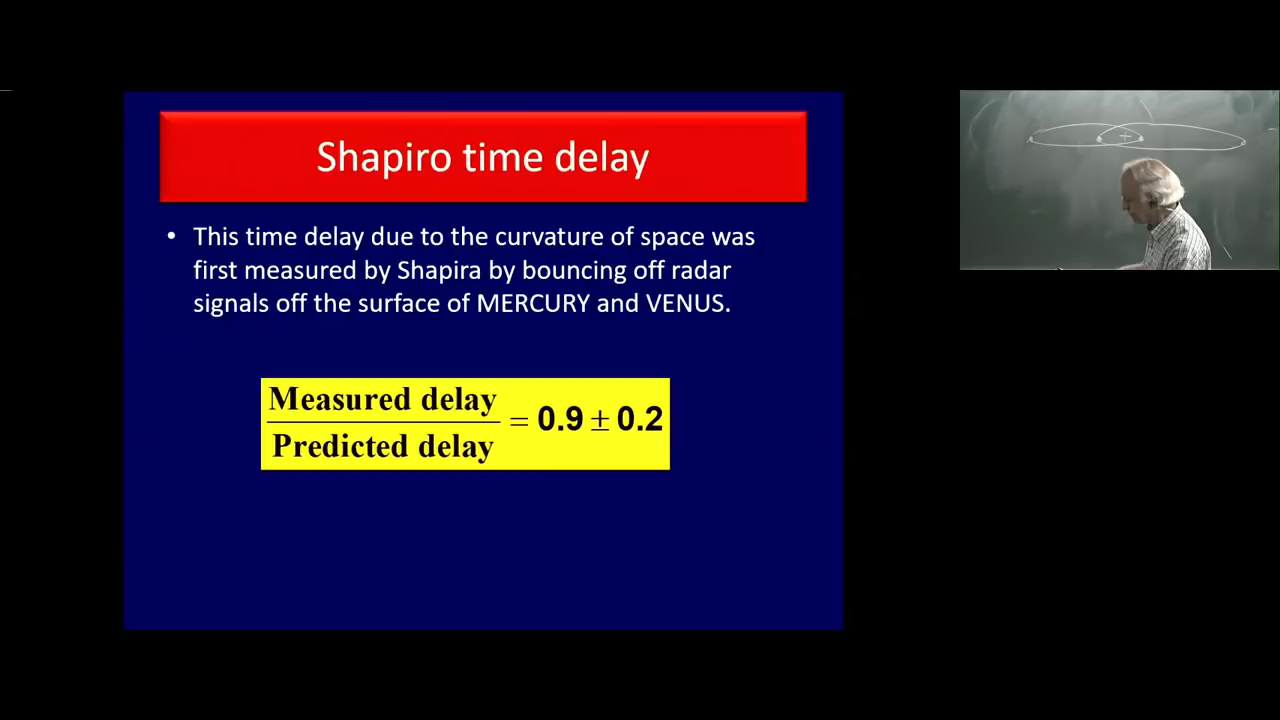 Shapiro time delay
• This time delay due to the curvature of space was
first measured by Shapira by bouncing off radar
signals off the surface of MERCURY and VENUS.
Measured delay
Predicted delay
= 0.9 ± 0.2